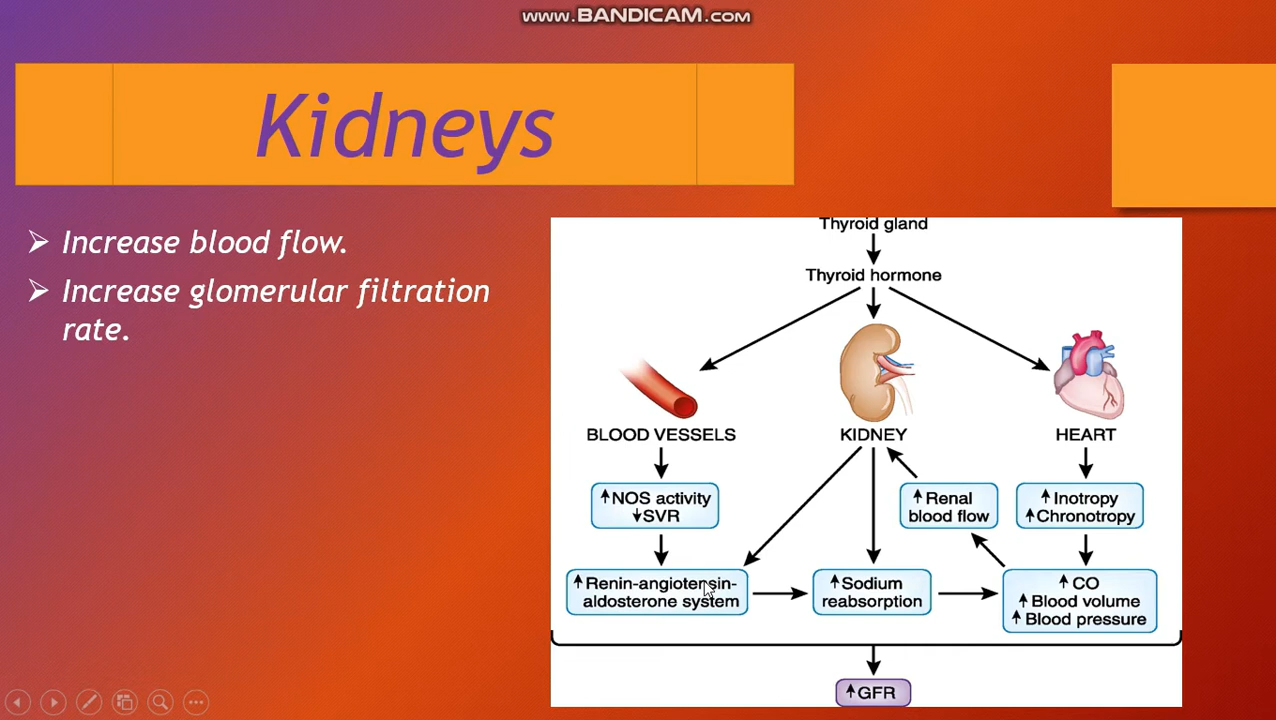 www.BANDICAM.com
Kidneys
➢ Increase blood flow.
➢ Increase glomerular filtration
rate.
Thyroid gland
Thyroid hormone
BLOOD VESSELS
KIDNEY
HEART
↑NOS activity
↓SVR
↑Renal
blood flow
↑Inotropy
↑Chronotropy
↑Renin-angiotensin-
aldosterone system
↑Sodium
reabsorption
↑CO
↑Blood volume
↑Blood pressure
↑GFR